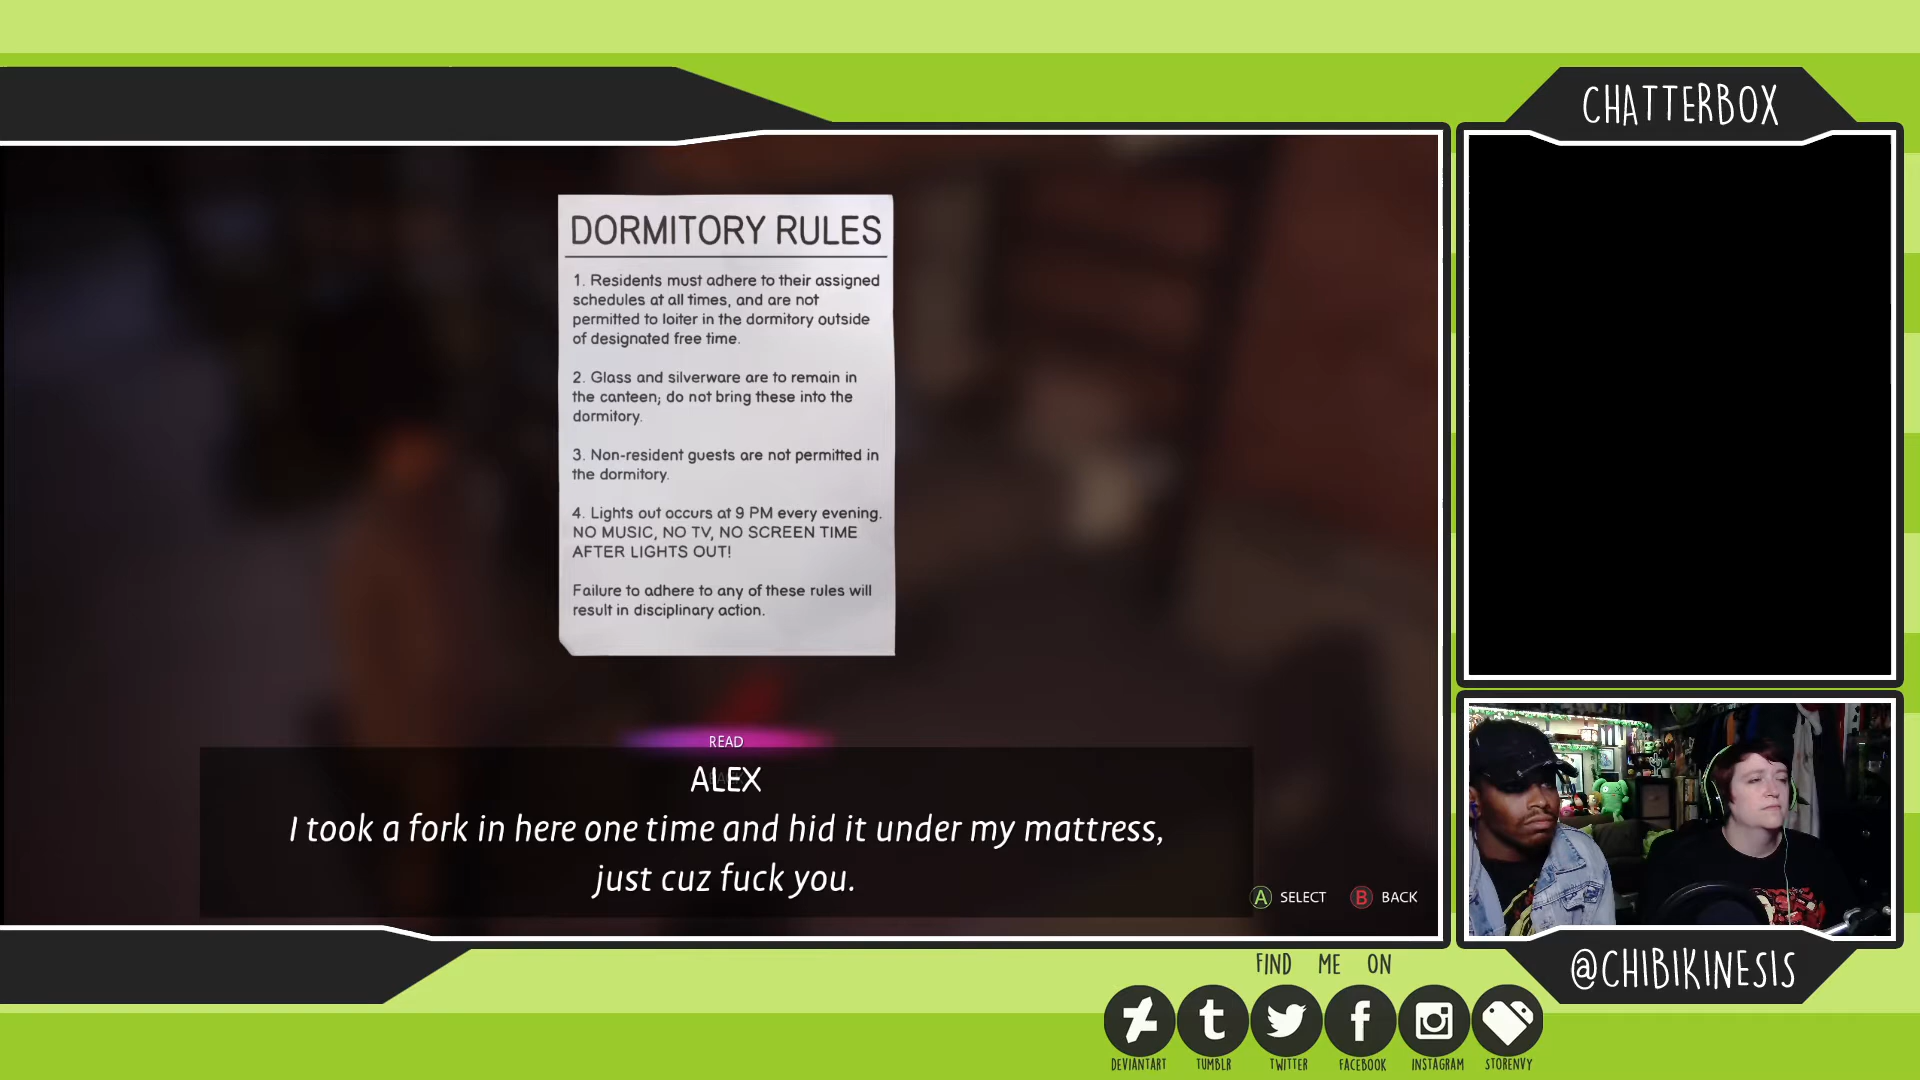 CHATTERBOX
DORMITORY RULES
1. Residents must adhere to their assigned
schedules at all times, and are not
permitted to loiter in the dormitory outside
of designated free time.
2. Glass and silverware are to remain in
the canteen; do not bring these into the
dormitory.
3. Non-resident guests are not permitted in
the dormitory.
4. Lights out occurs at 9 PM every evening.
NO MUSIC, NO TV, NO SCREEN TIME
AFTER LIGHTS OUT!
Failure to adhere to any of these rules will
result in disciplinary action.
READ
ALEX
I took a fork in here one time and hid it under my mattress,
just cuz fuck you.
A SELECT B BACK
FIND ME ON
@CHIBIKINESIS
DEVIANTART TUMBLR TWITTER FACEBOOK INSTAGRAM STORENVY